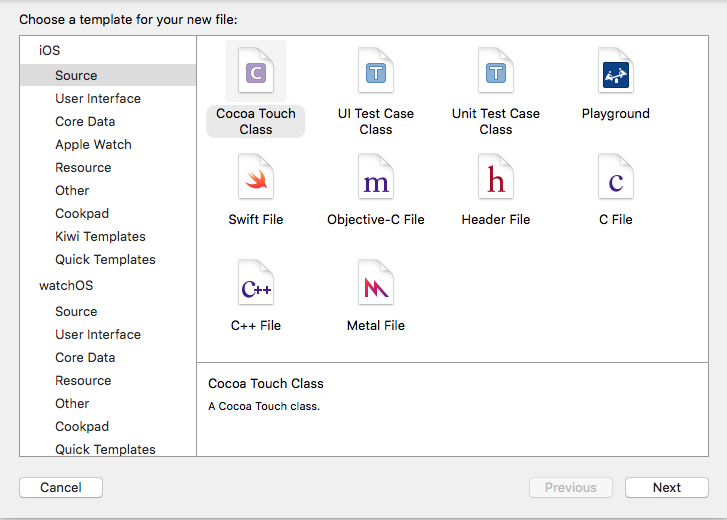 Choose a template for your new file:
iOS
Source
User Interface
Core Data
Apple Watch
Resource
Other
Cookpad
Kiwi Templates
Quick Templates
watchOS
Source
User Interface
Core Data
Resource
Other
Cookpad
Quick Templates
C
T
T
Cocoa Touch
Class
UI Test Case
Class
Unit Test Case
Class
Playground
m
h
c
Swift File
Objective-C File
Header File
C File
C++
C++ File
Metal File
Cocoa Touch Class
A Cocoa Touch class.
Cancel
Previous
Next